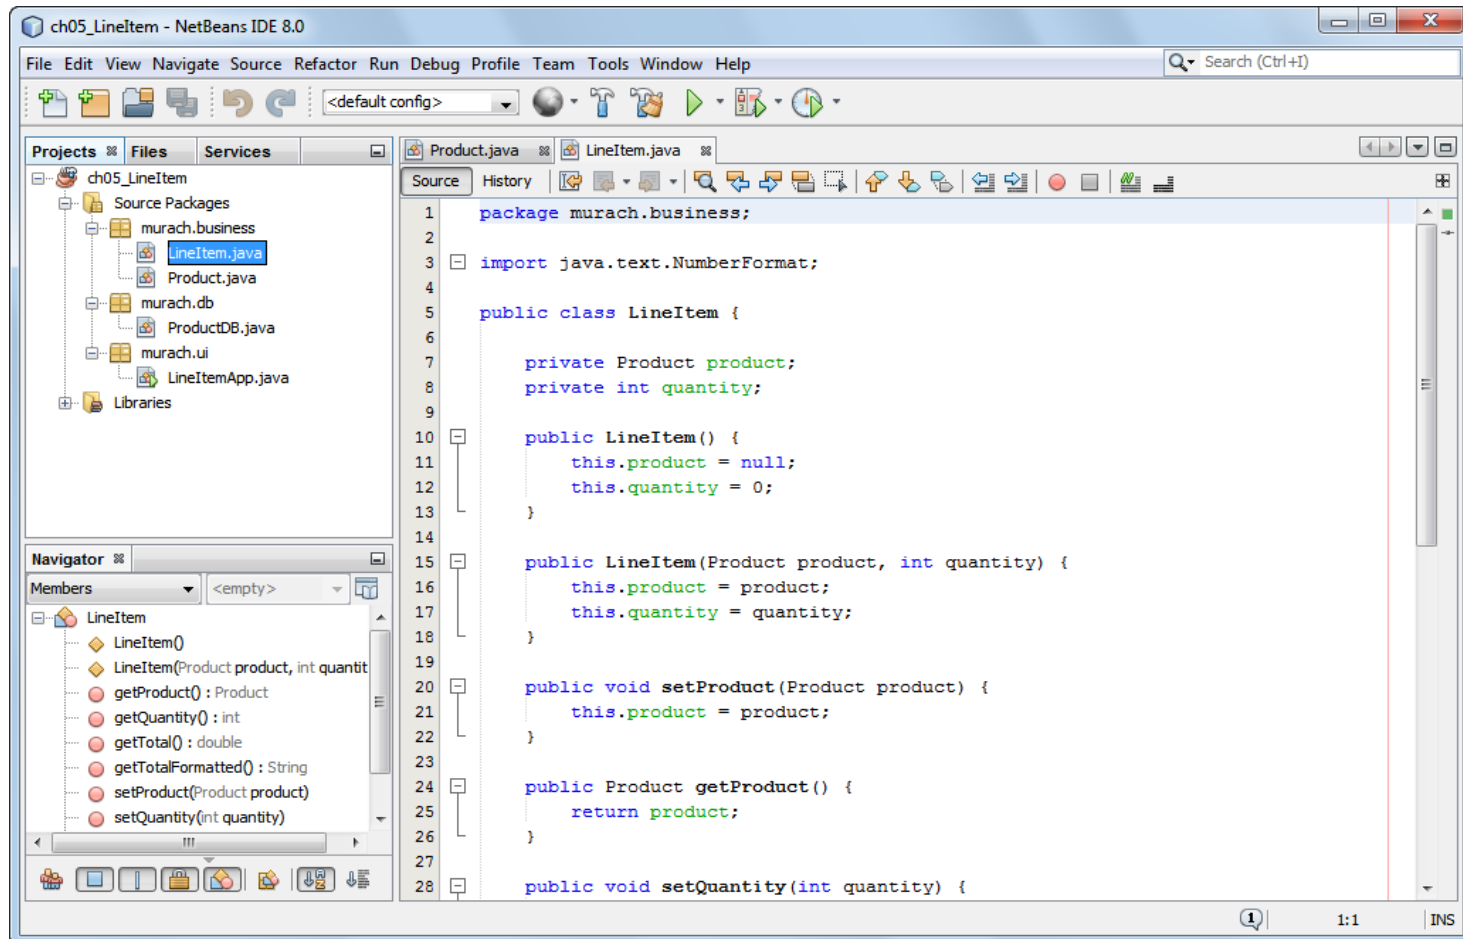 ch05_LineItem - NetBeans IDE 8.0
File Edit View Navigate Source Refactor Run Debug Profile Team Tools Window Help
Search (Ctrl+I)
<default config>
Projects Files Services
ch05_LineItem
Source Packages
murach.business
LineItem.java
Product.java
murach.db
ProductDB.java
murach.ui
LineItemApp.java
Libraries
Navigator
Members <empty>
LineItem
LineItem()
LineItem(Product product, int quantit
getProduct() : Product
getQuantity() : int
getTotal() : double
getTotalFormatted() : String
setProduct(Product product)
setQuantity(int quantity)
Product.java LineItem.java
Source History
1 package murach.business;
2
3 import java.text.NumberFormat;
4
5 public class LineItem {
6
7 private Product product;
8 private int quantity;
9
10 public LineItem() {
11 this.product = null;
12 this.quantity = 0;
13 }
14
15 public LineItem(Product product, int quantity) {
16 this.product = product;
17 this.quantity = quantity;
18 }
19
20 public void setProduct(Product product) {
21 this.product = product;
22 }
23
24 public Product getProduct() {
25 return product;
26 }
27
28 public void setQuantity(int quantity) {
1 1:1 INS